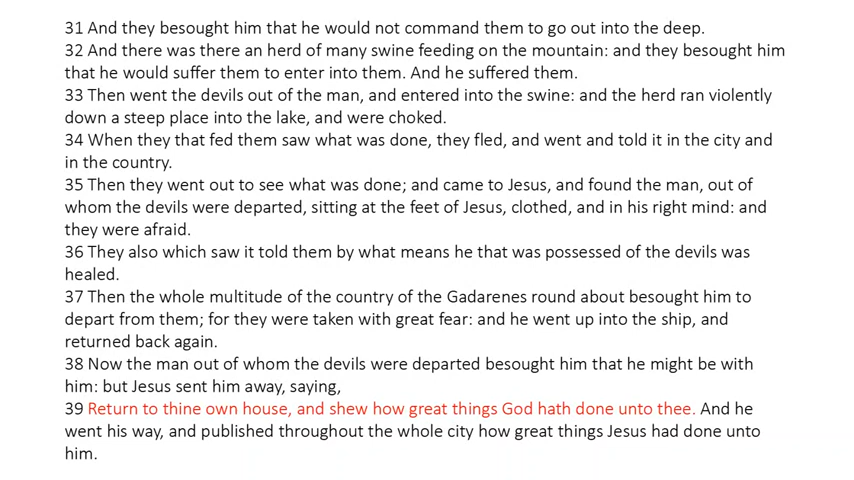 31 And they besought him that he would not command them to go out into the deep.
32 And there was there an herd of many swine feeding on the mountain: and they besought him
that he would suffer them to enter into them. And he suffered them.
33 Then went the devils out of the man, and entered into the swine: and the herd ran violently
down a steep place into the lake, and were choked.
34 When they that fed them saw what was done, they fled, and went and told it in the city and
in the country.
35 Then they went out to see what was done; and came to Jesus, and found the man, out of
whom the devils were departed, sitting at the feet of Jesus, clothed, and in his right mind: and
they were afraid.
36 They also which saw it told them by what means he that was possessed of the devils was
healed.
37 Then the whole multitude of the country of the Gadarenes round about besought him to
depart from them; for they were taken with great fear: and he went up into the ship, and
returned back again.
38 Now the man out of whom the devils were departed besought him that he might be with
him: but Jesus sent him away, saying,
39 Return to thine own house, and shew how great things God hath done unto thee. And he
went his way, and published throughout the whole city how great things Jesus had done unto
him.